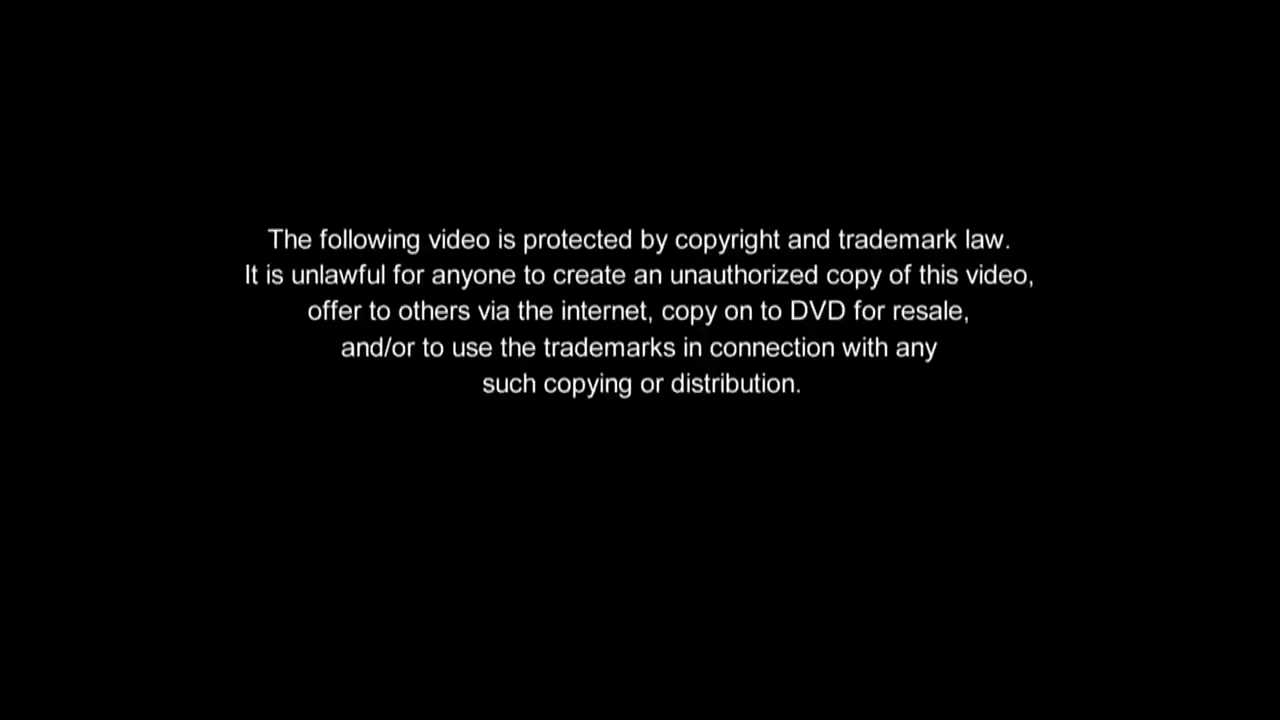 The following video is protected by copyright and trademark law.
It is unlawful for anyone to create an unauthorized copy of this video,
offer to others via the internet, copy on to DVD for resale,
and/or to use the trademarks in connection with any
such copying or distribution.